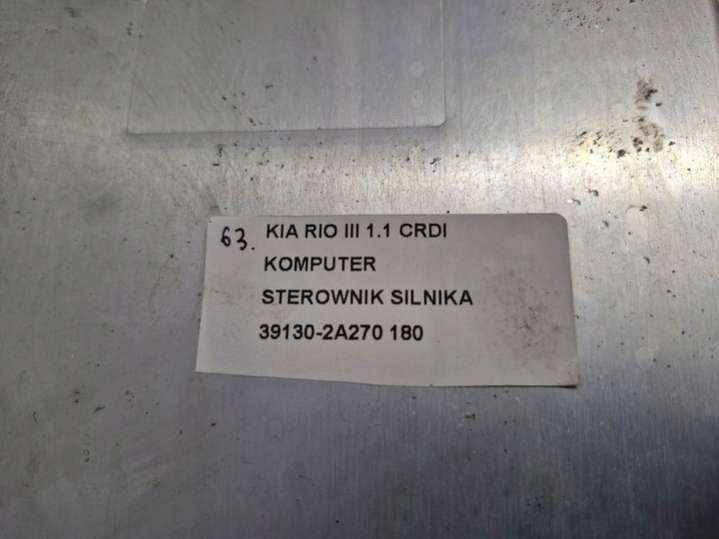 63. KIA RIO III 1.1 CRDI
KOMPUTER
STEROWNIK SILNIKA
39130-2A270 180